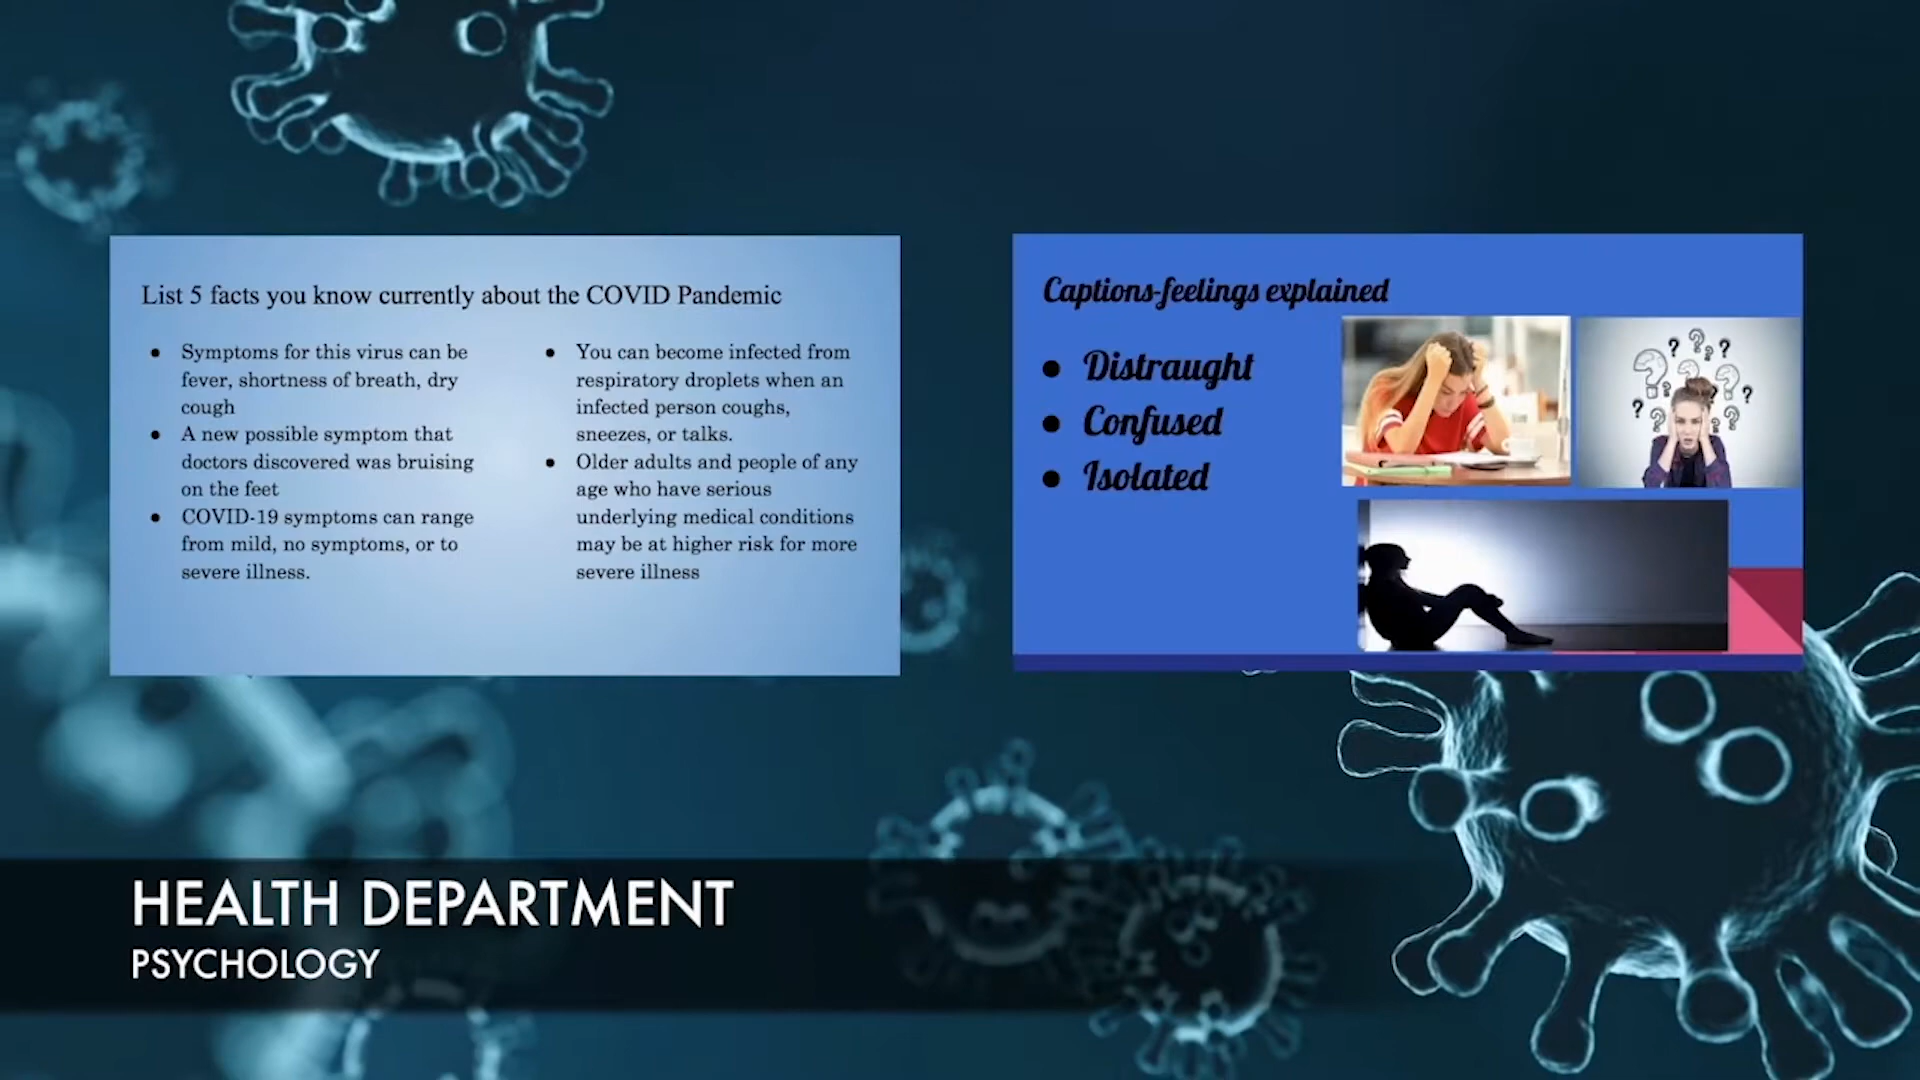 List 5 facts you know currently about the COVID Pandemic
● Symptoms for this virus can be
fever, shortness of breath, dry
cough
● A new possible symptom that
doctors discovered was bruising
on the feet
● COVID-19 symptoms can range
from mild, no symptoms, or to
severe illness.
● You can become infected from
respiratory droplets when an
infected person coughs,
sneezes, or talks.
● Older adults and people of any
age who have serious
underlying medical conditions
may be at higher risk for more
severe illness
Captions-feelings explained
● Distraught
● Confused
● Isolated
HEALTH DEPARTMENT
PSYCHOLOGY